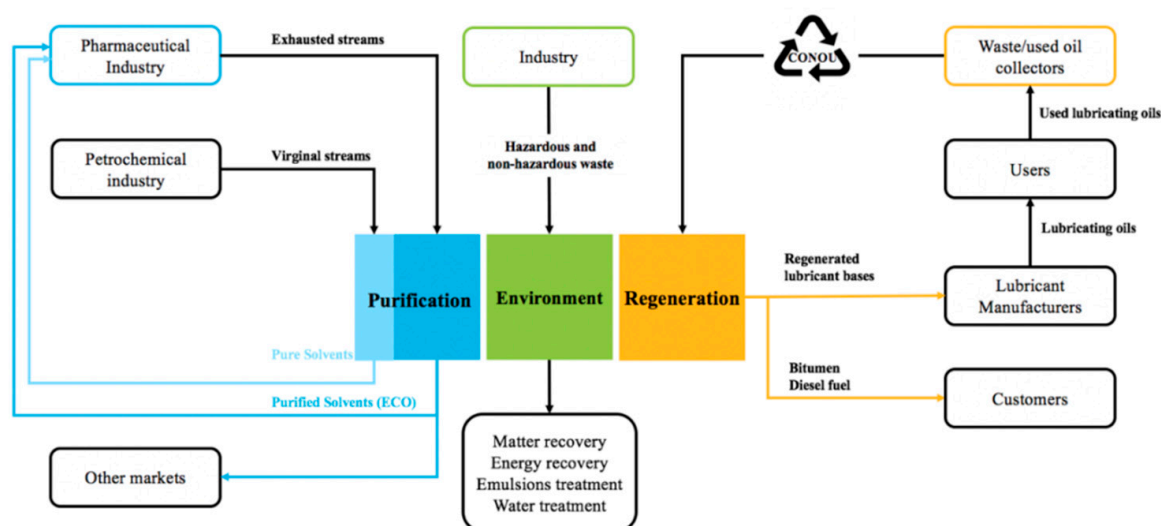 Pharmaceutical
Industry
Exhausted streams
Industry
CONOU
Waste/used oil
collectors
Used lubricating oils
Petrochemical
industry
Virginal streams
Hazardous and
non-hazardous waste
Users
Lubricating oils
Purification
Environment
Regeneration
Regenerated
lubricant bases
Lubricant
Manufacturers
Pure Solvents
Purified Solvents (ECO)
Bitumen
Diesel fuel
Customers
Other markets
Matter recovery
Energy recovery
Emulsions treatment
Water treatment